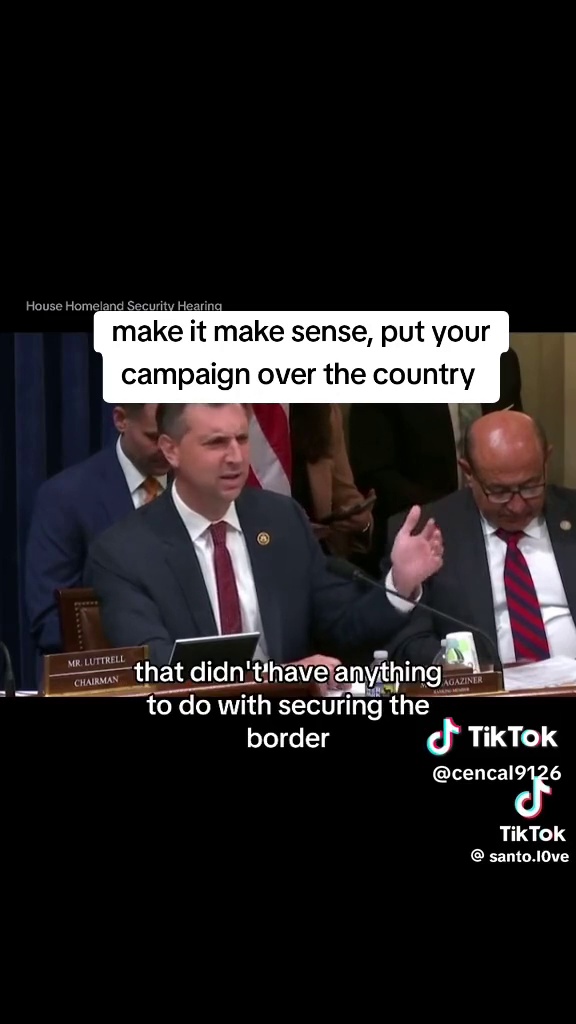 House Homeland Security Hearing
make it make sense, put your
campaign over the country
MR. LUTTRELL
CHAIRMAN
MAGAZINER
RANKING MEMBER
that didn't have anything
to do with securing the
border
TikTok
@cencal9126
TikTok
@ santo.l0ve